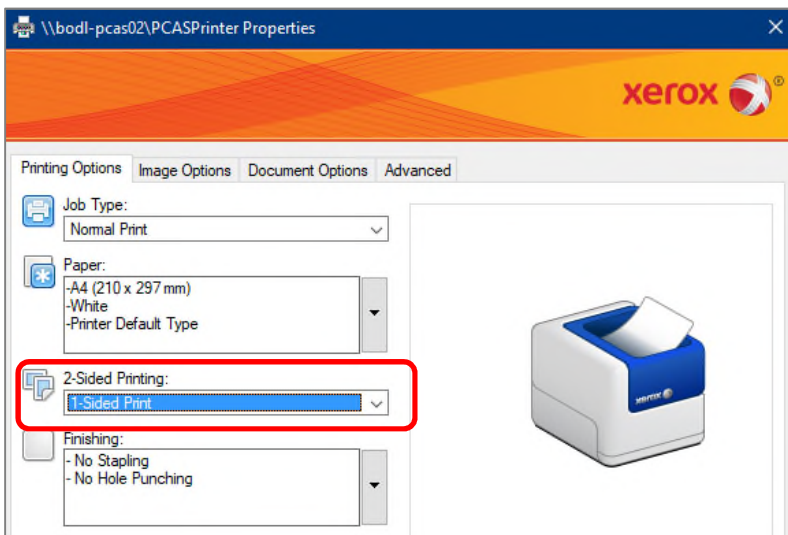 \\bodl-pcas02\PCASPrinter Properties
xerox
Printing Options Image Options Document Options Advanced
Job Type:
Normal Print
Paper:
-A4 (210 x 297 mm)
-White
-Printer Default Type
2-Sided Printing:
1-Sided Print
xerox
Finishing:
- No Stapling
- No Hole Punching